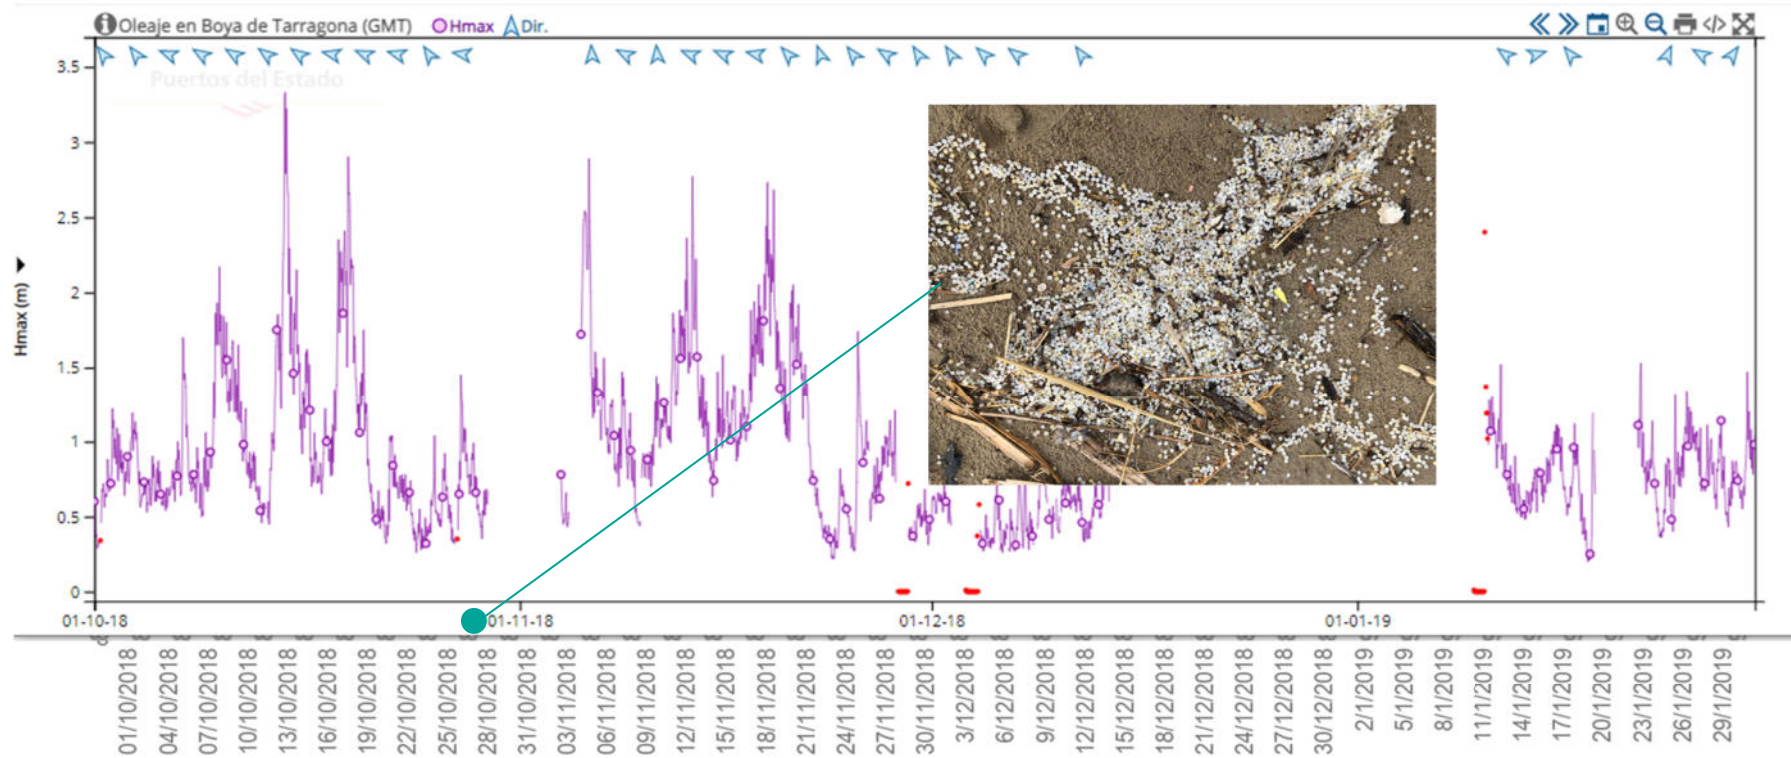 Oleaje en Boya de Tarragona (GMT) Hmax Dir.
Puertos del Estado
Hmax (m)
3.5
3
2.5
2
1.5
1
0.5
0
01-10-18 01-11-18 01-12-18 01-01-19
01/10/2018 04/10/2018 07/10/2018 10/10/2018 13/10/2018 16/10/2018 19/10/2018 22/10/2018 25/10/2018 28/10/2018 31/10/2018 03/11/2018 06/11/2018 09/11/2018 12/11/2018 15/11/2018 18/11/2018 21/11/2018 24/11/2018 27/11/2018 30/11/2018 3/12/2018 6/12/2018 9/12/2018 12/12/2018 15/12/2018 18/12/2018 21/12/2018 24/12/2018 27/12/2018 30/12/2018 2/1/2019 5/1/2019 8/1/2019 11/1/2019 14/1/2019 17/1/2019 20/1/2019 23/1/2019 26/1/2019 29/1/2019